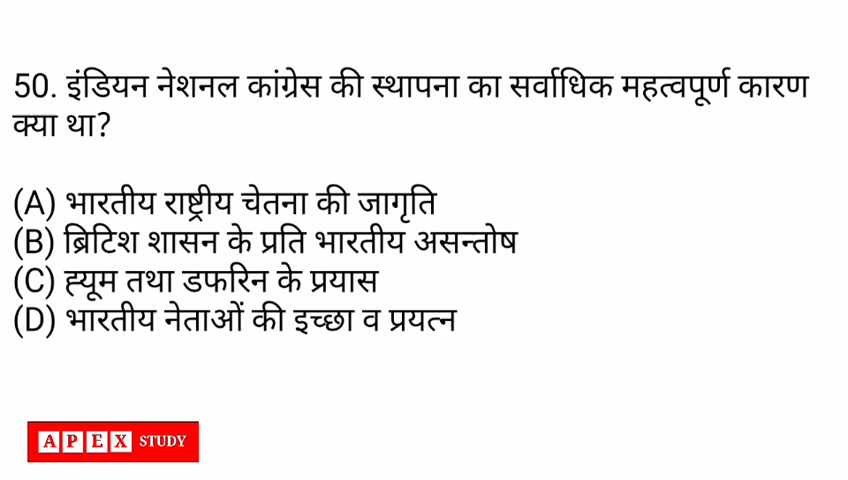 50. इंडियन नेशनल कांग्रेस की स्थापना का सर्वाधिक महत्वपूर्ण कारण
क्या था?
(A) भारतीय राष्ट्रीय चेतना की जागृति
(B) ब्रिटिश शासन के प्रति भारतीय असन्तोष
(C) ह्यूम तथा डफरिन के प्रयास
(D) भारतीय नेताओं की इच्छा व प्रयत्न
APEX STUDY